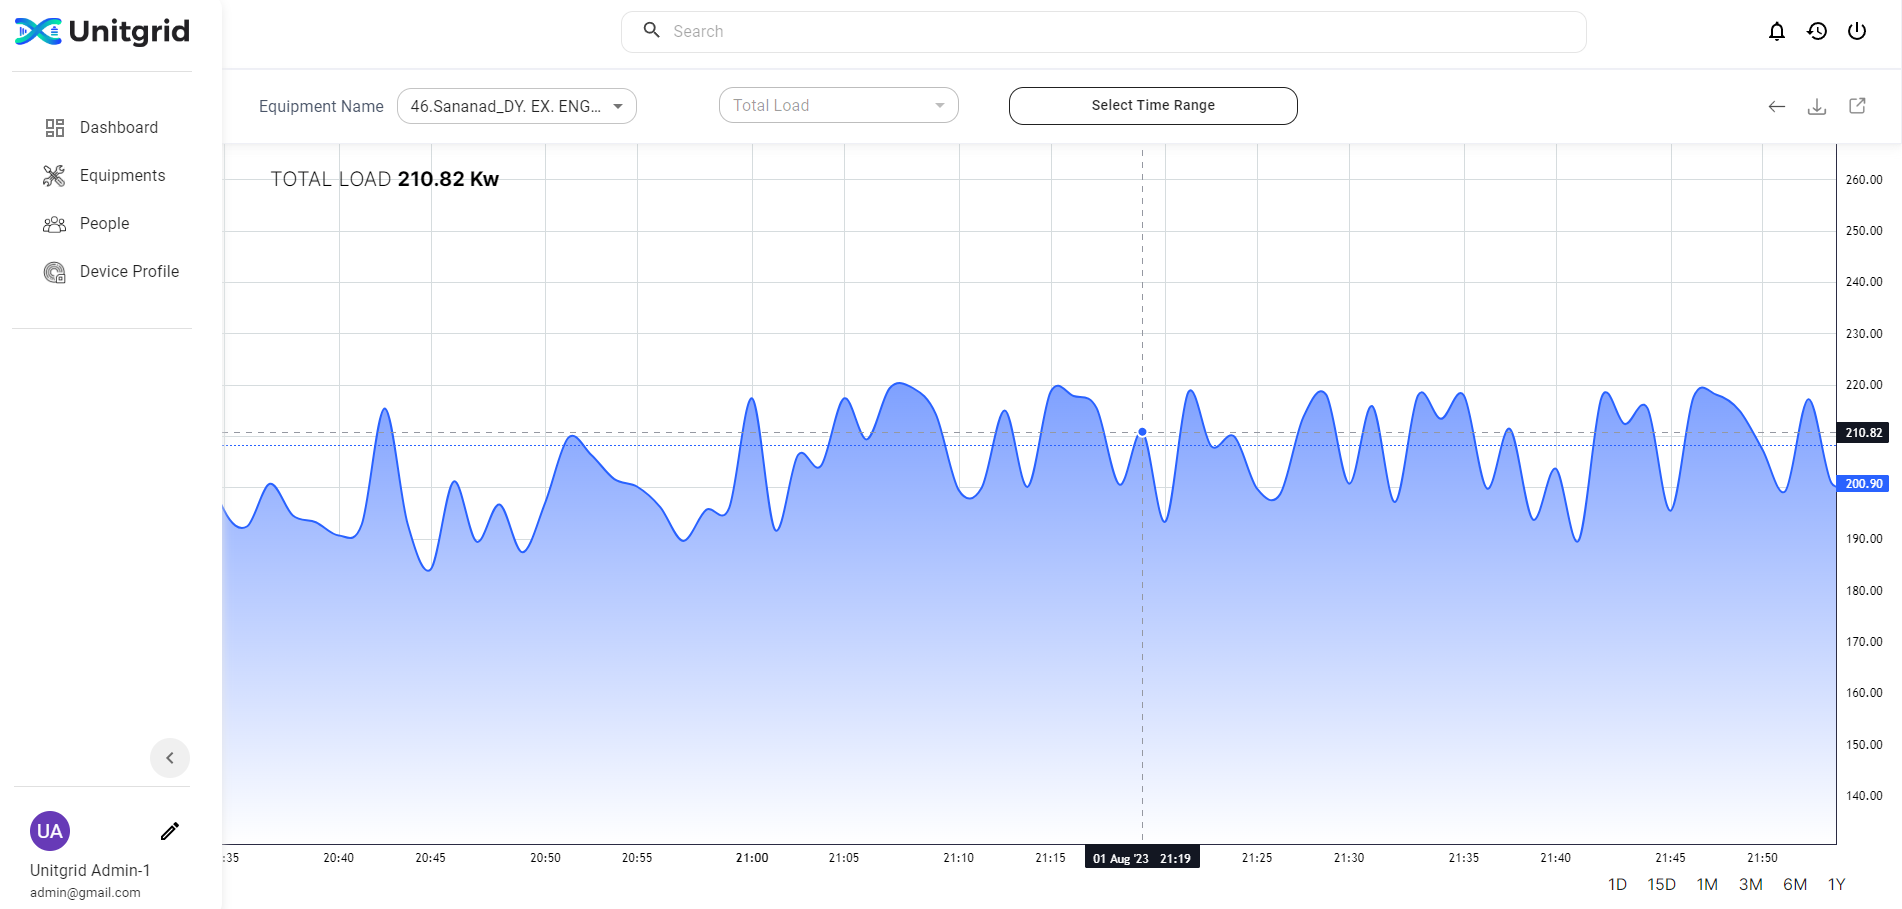 Unitgrid
Search
Dashboard
Equipments
People
Device Profile
Equipment Name
46.Sananad_DY. EX. ENG...
Total Load
Select Time Range
TOTAL LOAD 210.82 Kw
260.00
250.00
240.00
230.00
220.00
210.82
200.90
190.00
180.00
170.00
160.00
150.00
140.00
:35 20:40 20:45 20:50 20:55 21:00 21:05 21:10 21:15 01 Aug '23 21:19 21:25 21:30 21:35 21:40 21:45 21:50
1D 15D 1M 3M 6M 1Y
UA
Unitgrid Admin-1
admin@gmail.com